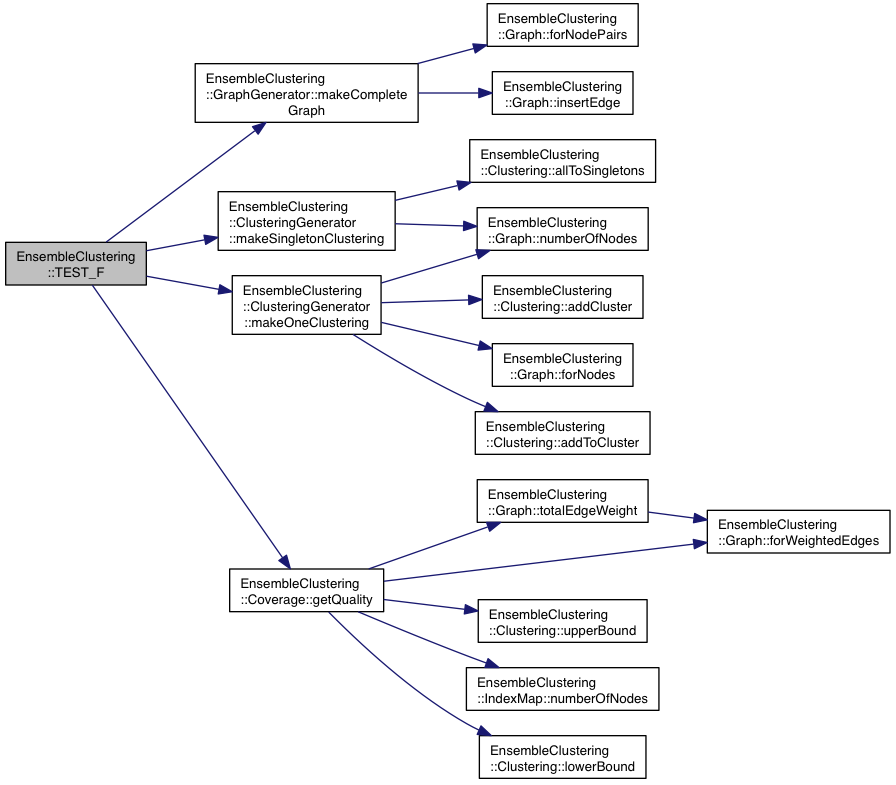 EnsembleClustering
::Graph::forNodePairs
EnsembleClustering
::GraphGenerator::makeComplete
Graph
EnsembleClustering
::Graph::insertEdge
EnsembleClustering
::Clustering::allToSingletons
EnsembleClustering
::ClusteringGenerator
::makeSingletonClustering
EnsembleClustering
::Graph::numberOfNodes
EnsembleClustering
::TEST_F
EnsembleClustering
::ClusteringGenerator
::makeOneClustering
EnsembleClustering
::Clustering::addCluster
EnsembleClustering
::Graph::forNodes
EnsembleClustering
::Clustering::addToCluster
EnsembleClustering
::Graph::totalEdgeWeight
EnsembleClustering
::Graph::forWeightedEdges
EnsembleClustering
::Coverage::getQuality
EnsembleClustering
::Clustering::upperBound
EnsembleClustering
::IndexMap::numberOfNodes
EnsembleClustering
::Clustering::lowerBound